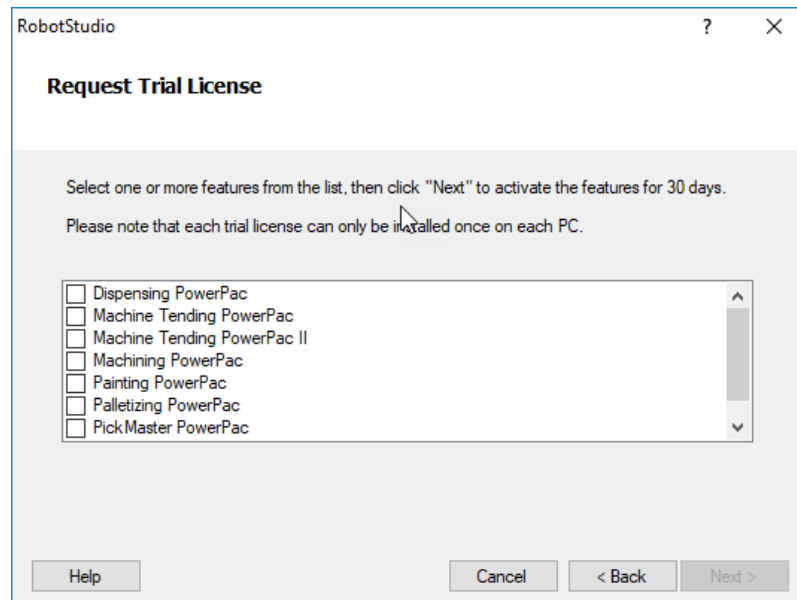 RobotStudio
?
Request Trial License
Select one or more features from the list, then click "Next" to activate the features for 30 days.
Please note that each trial license can only be installed once on each PC.
Dispensing PowerPac
Machine Tending PowerPac
Machine Tending PowerPac II
Machining PowerPac
Painting PowerPac
Palletizing PowerPac
PickMaster PowerPac
Help
Cancel
< Back
Next >